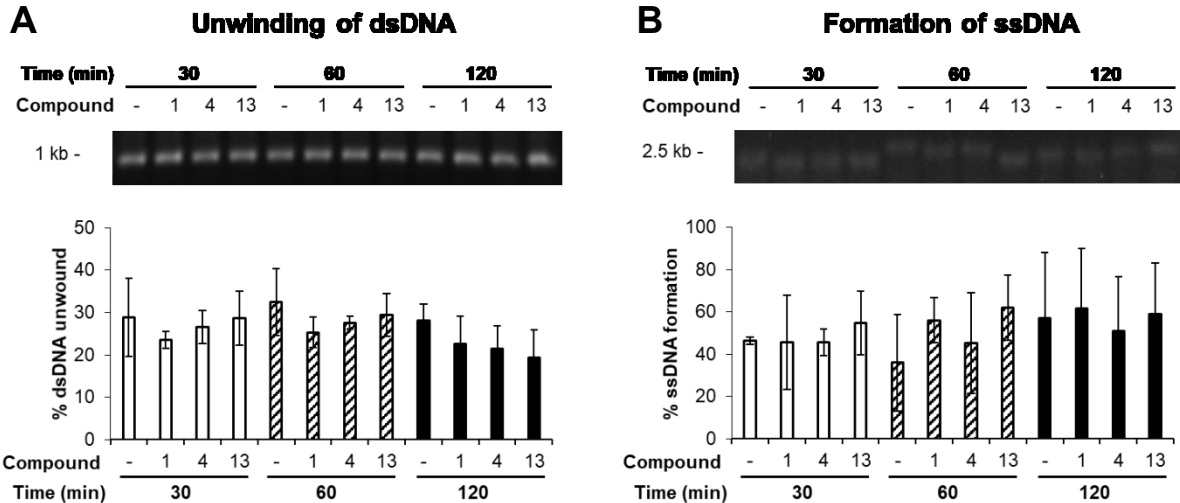 A Unwinding of dsDNA
Time (min) 30 60 120
Compound - 1 4 13 - 1 4 13 - 1 4 13
1 kb -
50
40
30
20
10
0
% dsDNA unwound
Compound - 1 4 13 - 1 4 13 - 1 4 13
Time (min) 30 60 120
B Formation of ssDNA
Time (min) 30 60 120
Compound - 1 4 13 - 1 4 13 - 1 4 13
2.5 kb -
100
80
60
40
20
0
% ssDNA formation
Compound - 1 4 13 - 1 4 13 - 1 4 13
Time (min) 30 60 120